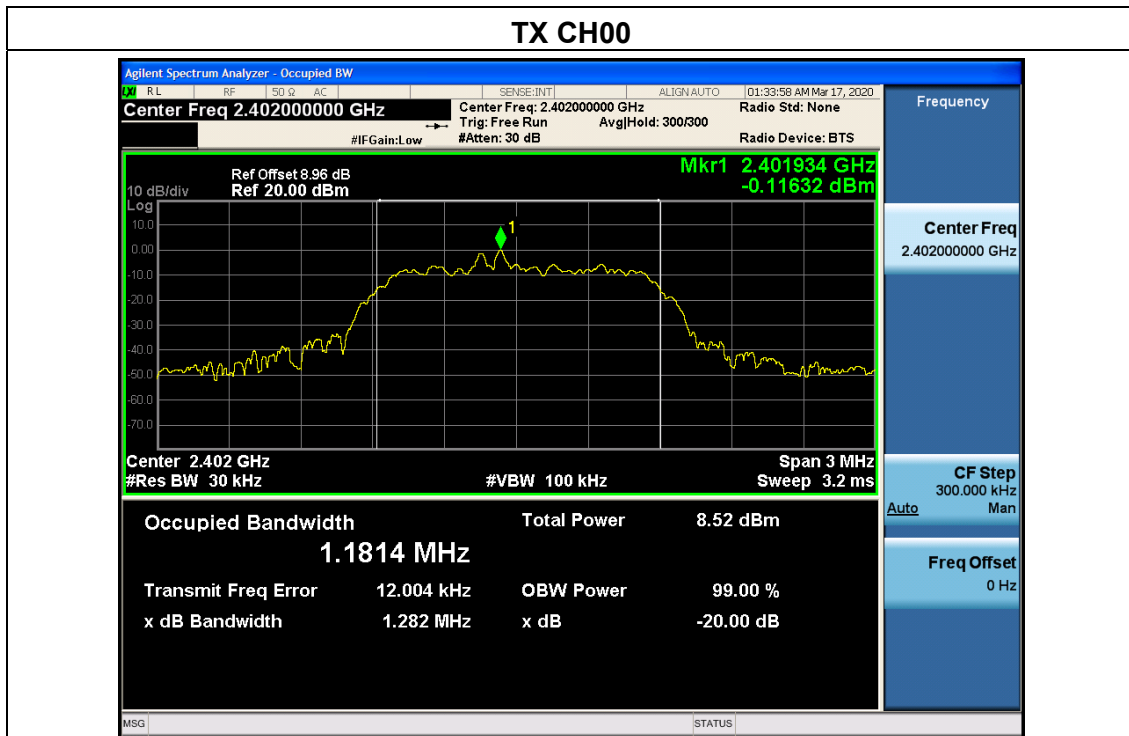 TX CH00
Agilent Spectrum Analyzer - Occupied BW
LXI RL RF 50 Ω AC SENSE:INT ALIGNAUTO 01:33:58 AM Mar 17, 2020
Center Freq 2.402000000 GHz
Center Freq: 2.402000000 GHz
Radio Std: None
Trig: Free Run Avg|Hold: 300/300
#IFGain:Low
#Atten: 30 dB
Radio Device: BTS
Frequency
Mkr1 2.401934 GHz
-0.11632 dBm
Ref Offset 8.96 dB
10 dB/div Ref 20.00 dBm
Log
10.0
0.00
-10.0
-20.0
-30.0
-40.0
-50.0
-60.0
-70.0
1
Center 2.402 GHz
Span 3 MHz
#Res BW 30 kHz
#VBW 100 kHz
Sweep 3.2 ms
Center Freq
2.402000000 GHz
CF Step
300.000 kHz
Auto Man
Freq Offset
0 Hz
Occupied Bandwidth
1.1814 MHz
Total Power 8.52 dBm
Transmit Freq Error 12.004 kHz
OBW Power 99.00 %
x dB Bandwidth 1.282 MHz
x dB -20.00 dB
MSG
STATUS